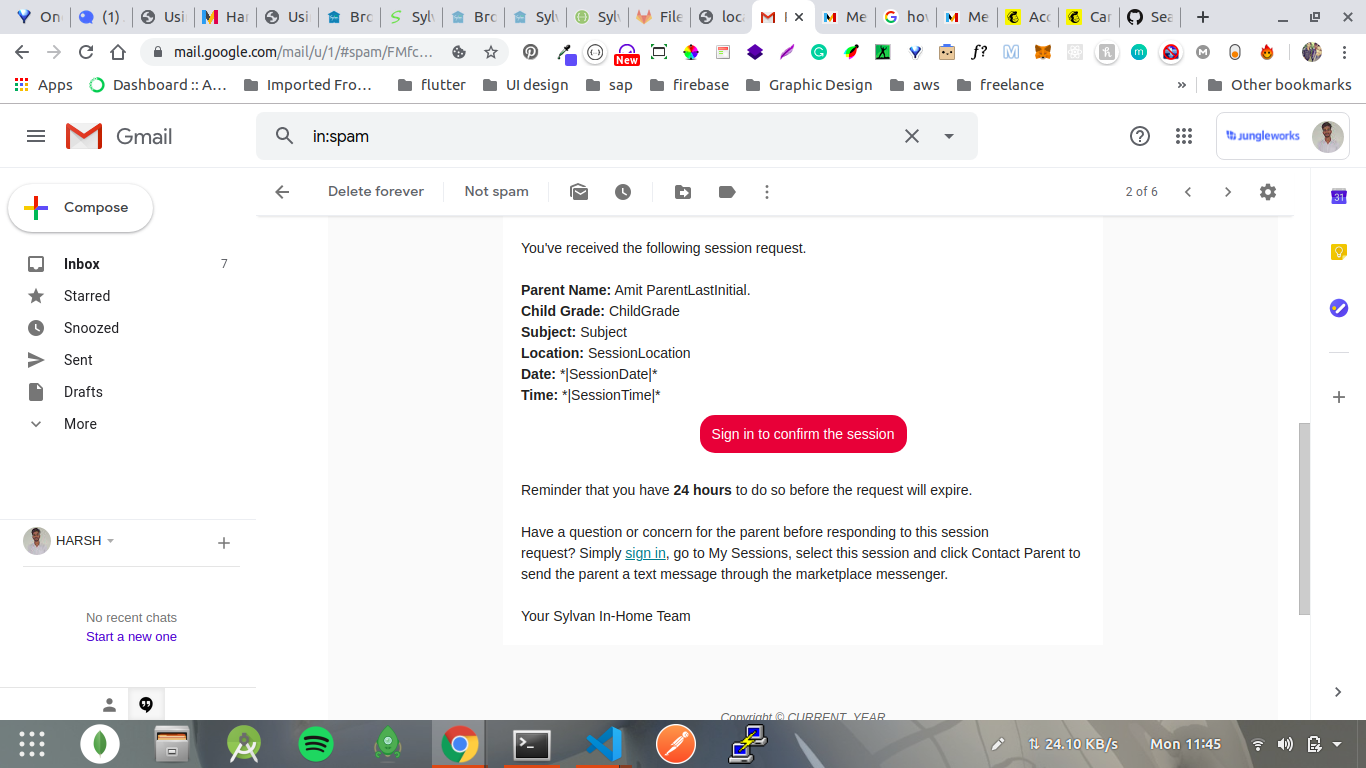 On
(1)
Usi
Har
Usi
Bro
Sylv
Bro
Sylv
Sylv
File
loca
Me
hov
Me
Acc
Car
Sea
mail.google.com/mail/u/1/#spam/FMfc...
New
f?
Apps
Dashboard :: A...
Imported Fro...
flutter
UI design
sap
firebase
Graphic Design
aws
freelance
»
Other bookmarks
Gmail
in:spam
jungleworks
Compose
Delete forever
Not spam
2 of 6
31
Inbox 7
Starred
Snoozed
Sent
Drafts
More
HARSH
No recent chats
Start a new one
You've received the following session request.
Parent Name: Amit ParentLastInitial.
Child Grade: ChildGrade
Subject: Subject
Location: SessionLocation
Date: *|SessionDate|*
Time: *|SessionTime|*
Sign in to confirm the session
Reminder that you have 24 hours to do so before the request will expire.
Have a question or concern for the parent before responding to this session
request? Simply sign in, go to My Sessions, select this session and click Contact Parent to
send the parent a text message through the marketplace messenger.
Your Sylvan In-Home Team
Copyright © CURRENT_YEAR
24.10 KB/s
Mon 11:45